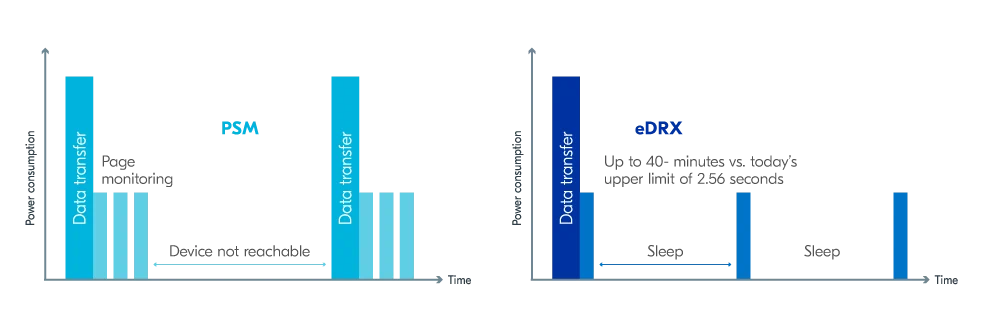 PSM
Power consumption
Data transfer
Page
monitoring
Device not reachable
Data transfer
Time
eDRX
Power consumption
Data transfer
Up to 40- minutes vs. today's
upper limit of 2.56 seconds
Sleep
Sleep
Time